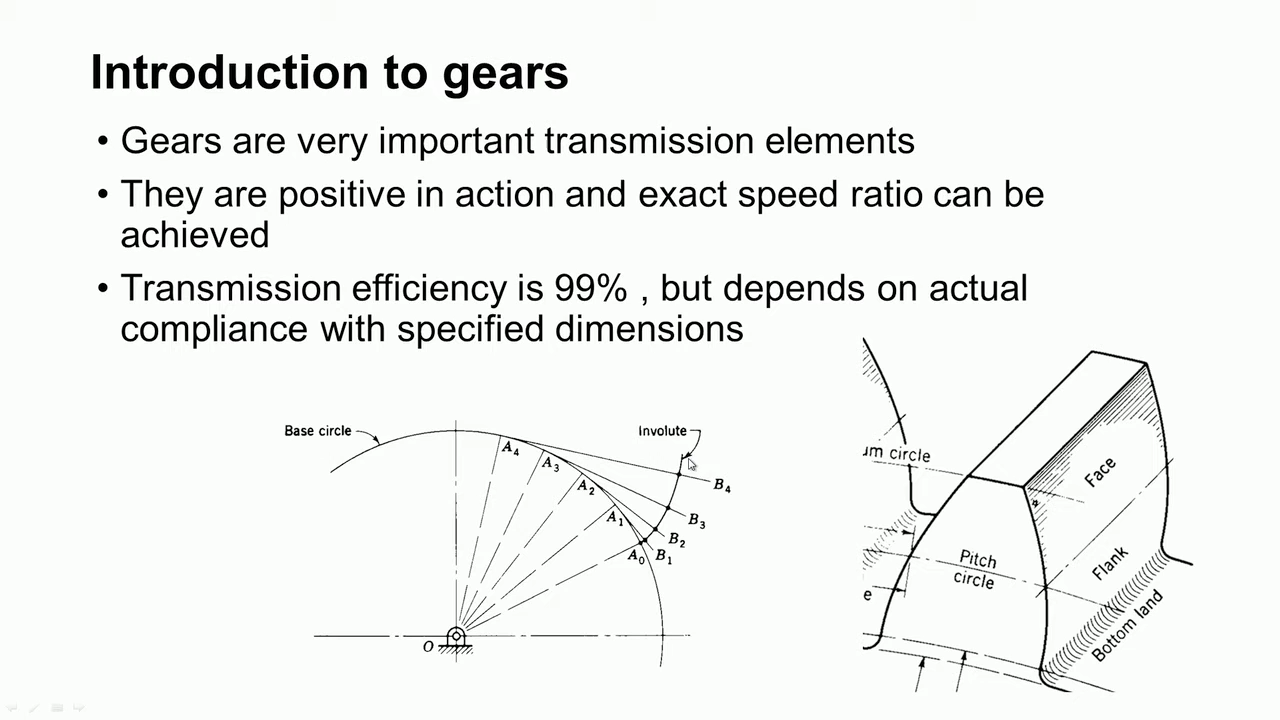 Introduction to gears
• Gears are very important transmission elements
• They are positive in action and exact speed ratio can be
achieved
• Transmission efficiency is 99% , but depends on actual
compliance with specified dimensions
Base circle
Involute
A4
A3
A2
A1
A0
B4
B3
B2
B1
O
um circle
Face
Pitch
circle
Flank
e
Bottom land